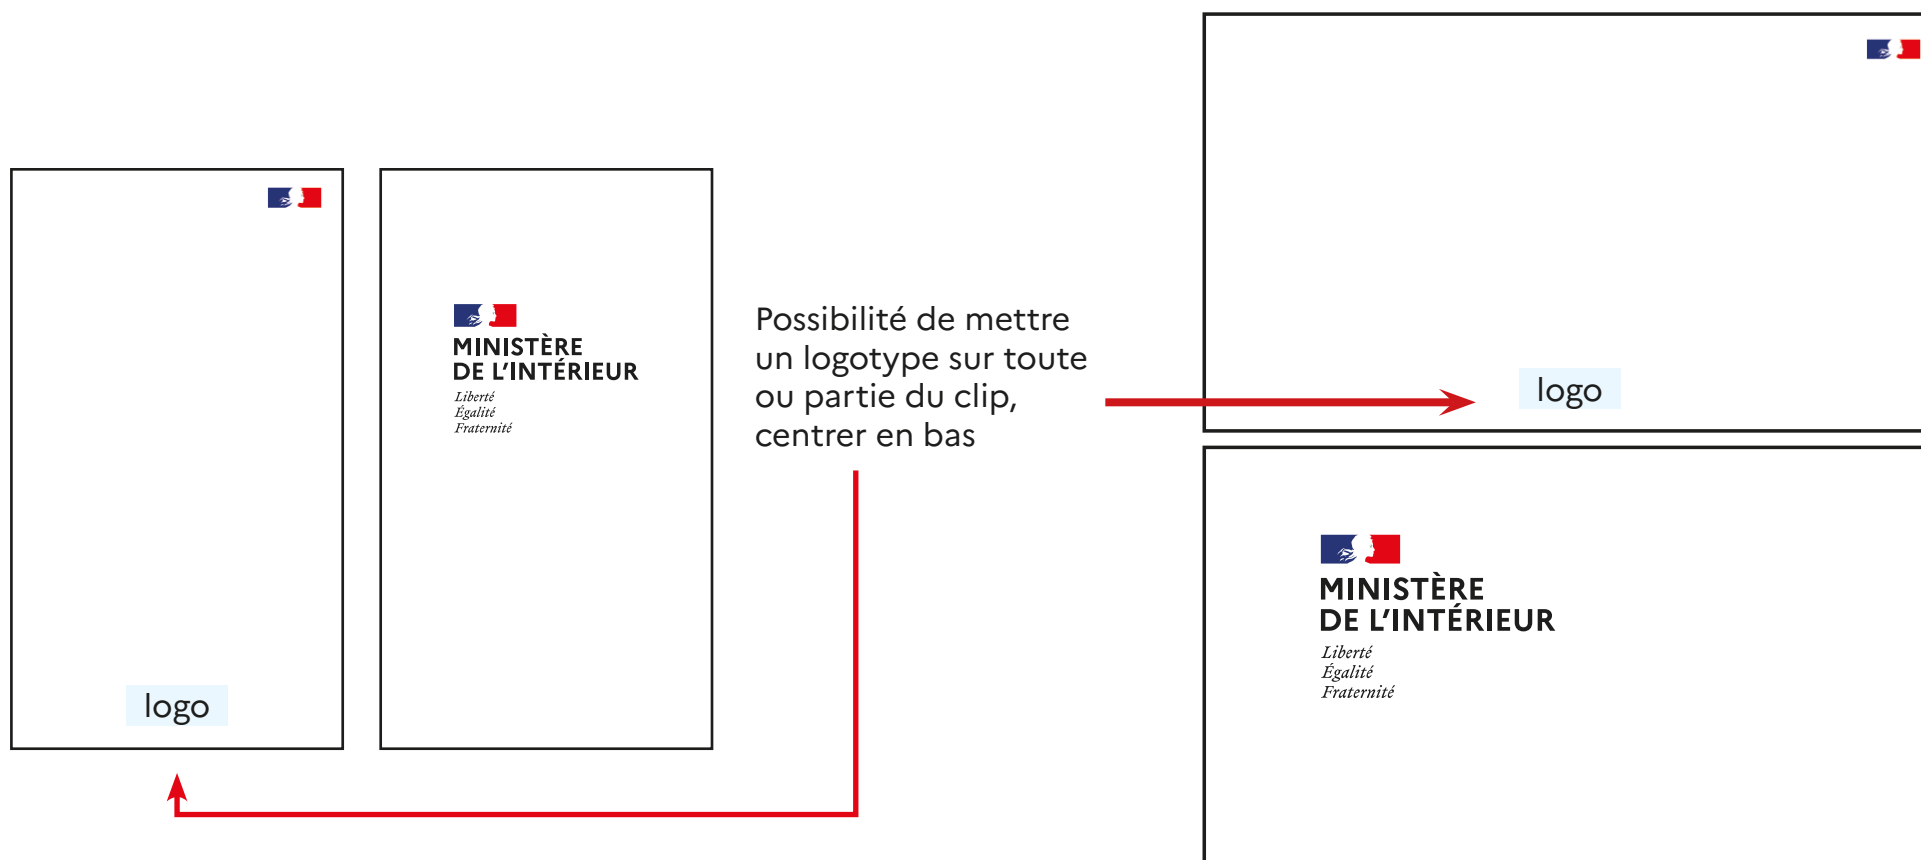 logo
MINISTÈRE
DE L'INTÉRIEUR
Liberté
Égalité
Fraternité
Possibilité de mettre
un logotype sur toute
ou partie du clip,
centrer en bas
logo
MINISTÈRE
DE L'INTÉRIEUR
Liberté
Égalité
Fraternité